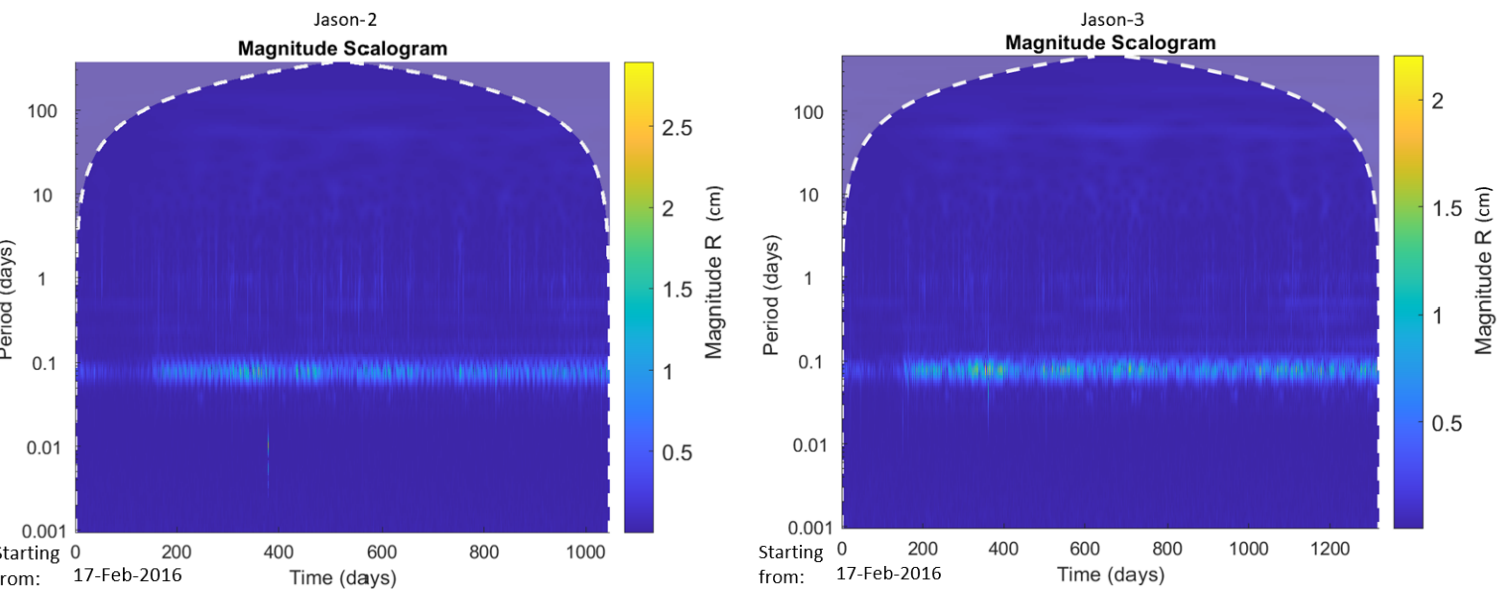 Jason-2
Magnitude Scalogram
100
10
1
0.1
0.01
0.001
Period (days)
0 200 400 600 800 1000
Starting
from:
17-Feb-2016
Time (days)
2.5
2
1.5
1
0.5
Magnitude R (cm)
Jason-3
Magnitude Scalogram
100
10
1
0.1
0.01
0.001
Period (days)
0 200 400 600 800 1000 1200
Starting
from:
17-Feb-2016
Time (days)
2
1.5
1
0.5
Magnitude R (cm)